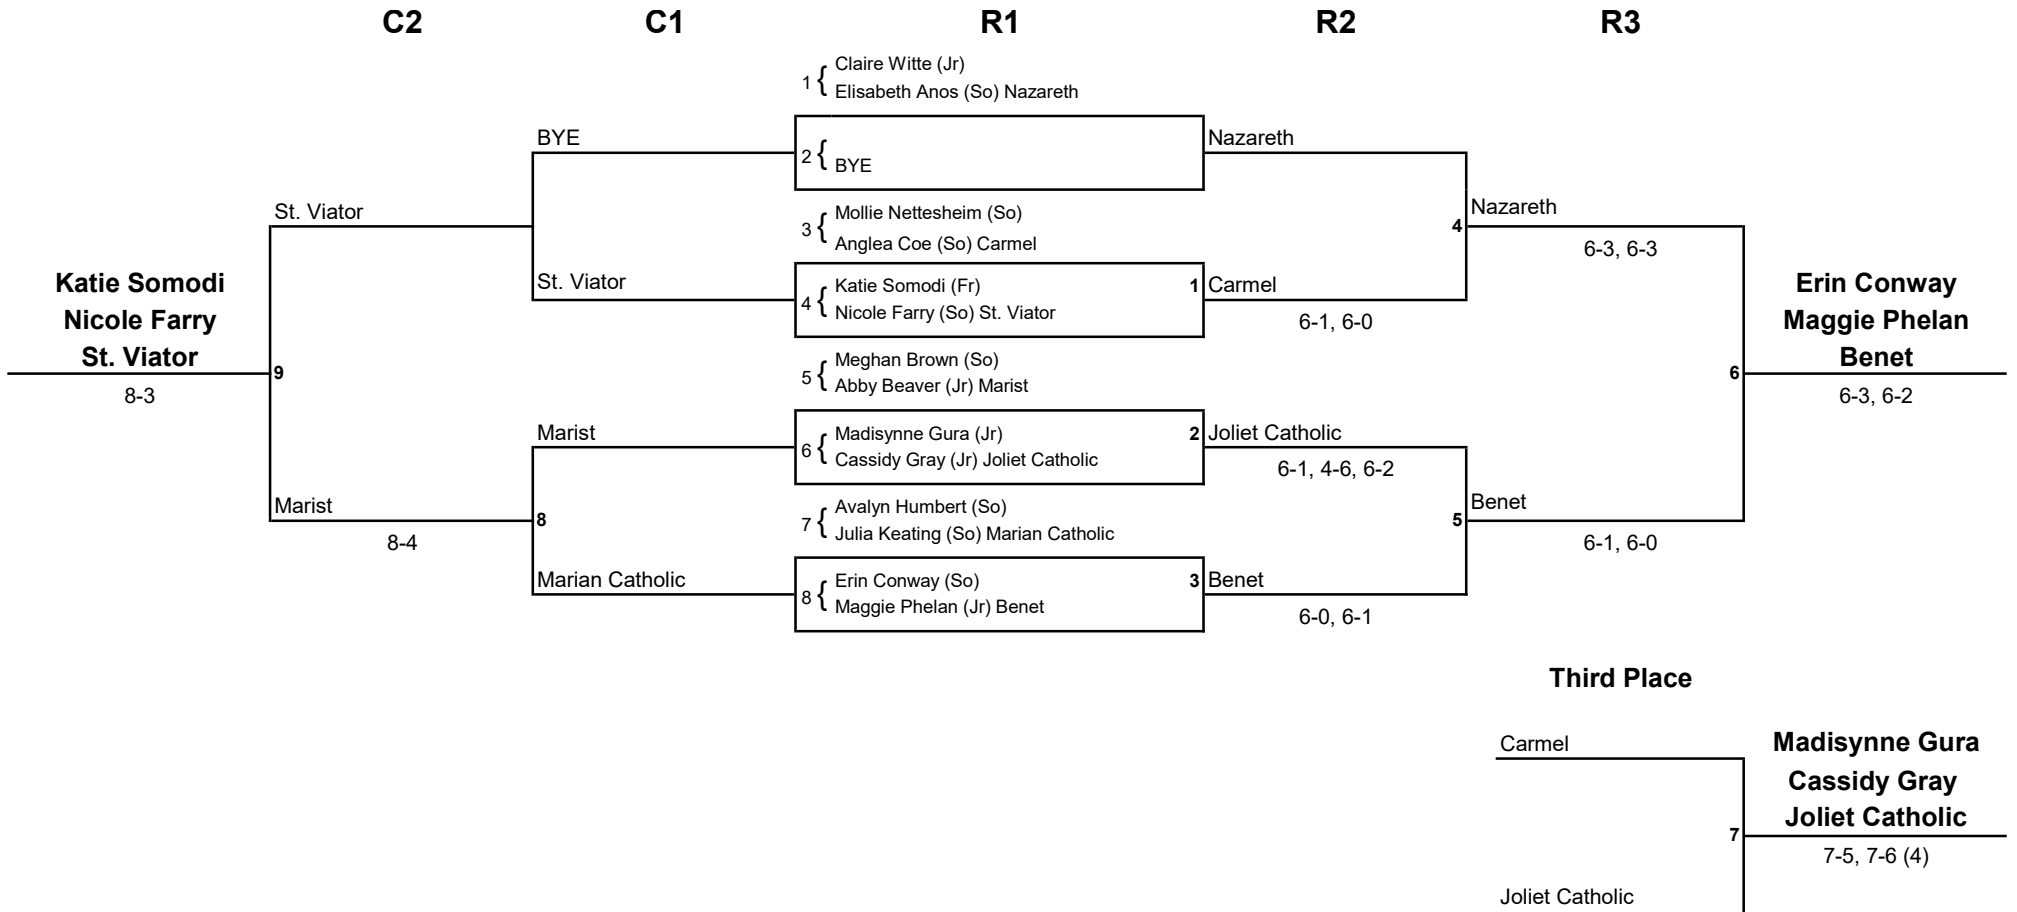 C2 C1 R1 R2 R3
1 { Claire Witte (Jr)
Elisabeth Anos (So) Nazareth
BYE
2 { BYE
Nazareth
St. Viator
3 { Mollie Nettesheim (So)
Anglea Coe (So) Carmel
4 Nazareth
6-3, 6-3
Katie Somodi
Nicole Farry
St. Viator
9
8-3
St. Viator
4 { Katie Somodi (Fr)
Nicole Farry (So) St. Viator
1 Carmel
6-1, 6-0
Erin Conway
Maggie Phelan
Benet
6
6-3, 6-2
5 { Meghan Brown (So)
Abby Beaver (Jr) Marist
Marist
6 { Madisynne Gura (Jr)
Cassidy Gray (Jr) Joliet Catholic
2 Joliet Catholic
6-1, 4-6, 6-2
Marist
8
8-4
7 { Avalyn Humbert (So)
Julia Keating (So) Marian Catholic
5 Benet
6-1, 6-0
Marian Catholic
8 { Erin Conway (So)
Maggie Phelan (Jr) Benet
3 Benet
6-0, 6-1
Third Place
Carmel
Madisynne Gura
Cassidy Gray
Joliet Catholic
7
7-5, 7-6 (4)
Joliet Catholic